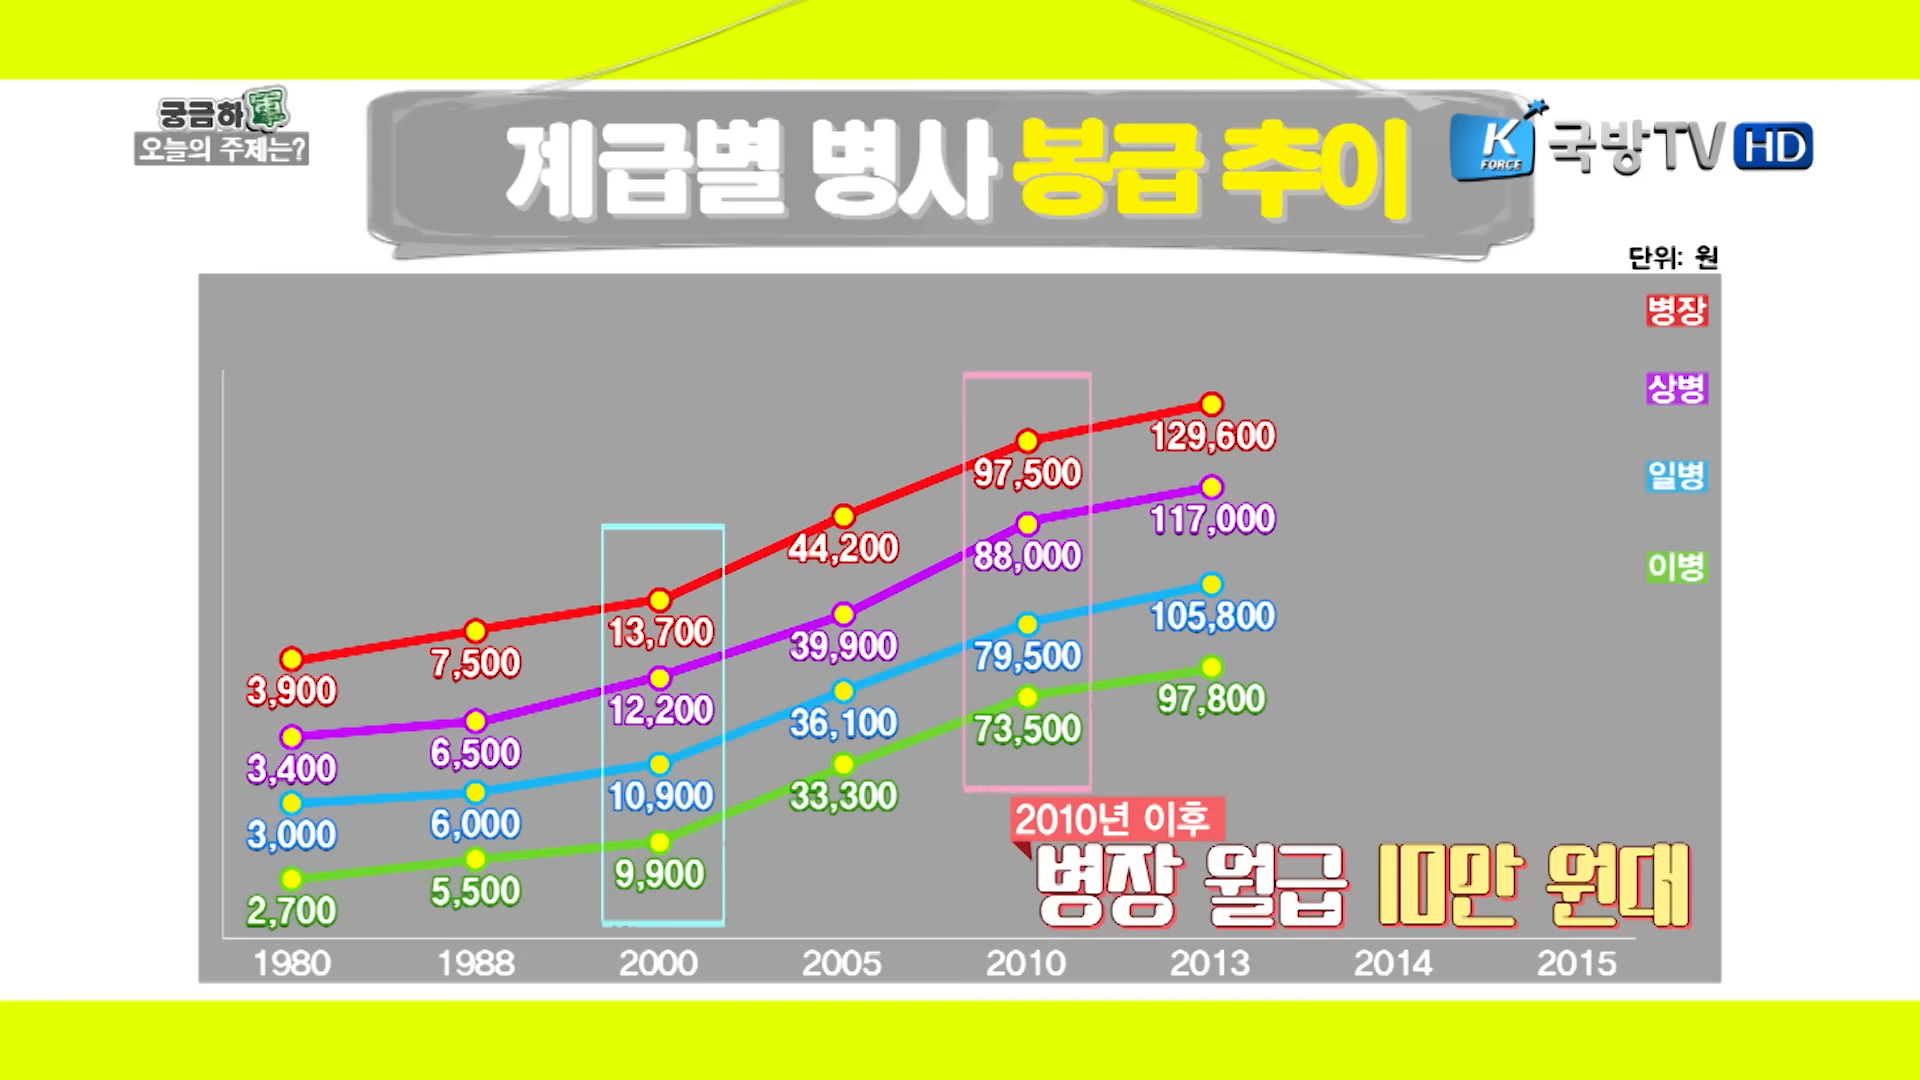 궁금하軍
오늘의 주제는?
계급별 병사 봉급 추이
K FORCE 국방TV HD
단위: 원
병장
상병
일병
이병
3,900 7,500 13,700 44,200 97,500 129,600
3,400 6,500 12,200 39,900 88,000 117,000
3,000 6,000 10,900 36,100 79,500 105,800
2,700 5,500 9,900 33,300 73,500 97,800
2010년 이후
병장 월급 10만 원대
1980 1988 2000 2005 2010 2013 2014 2015